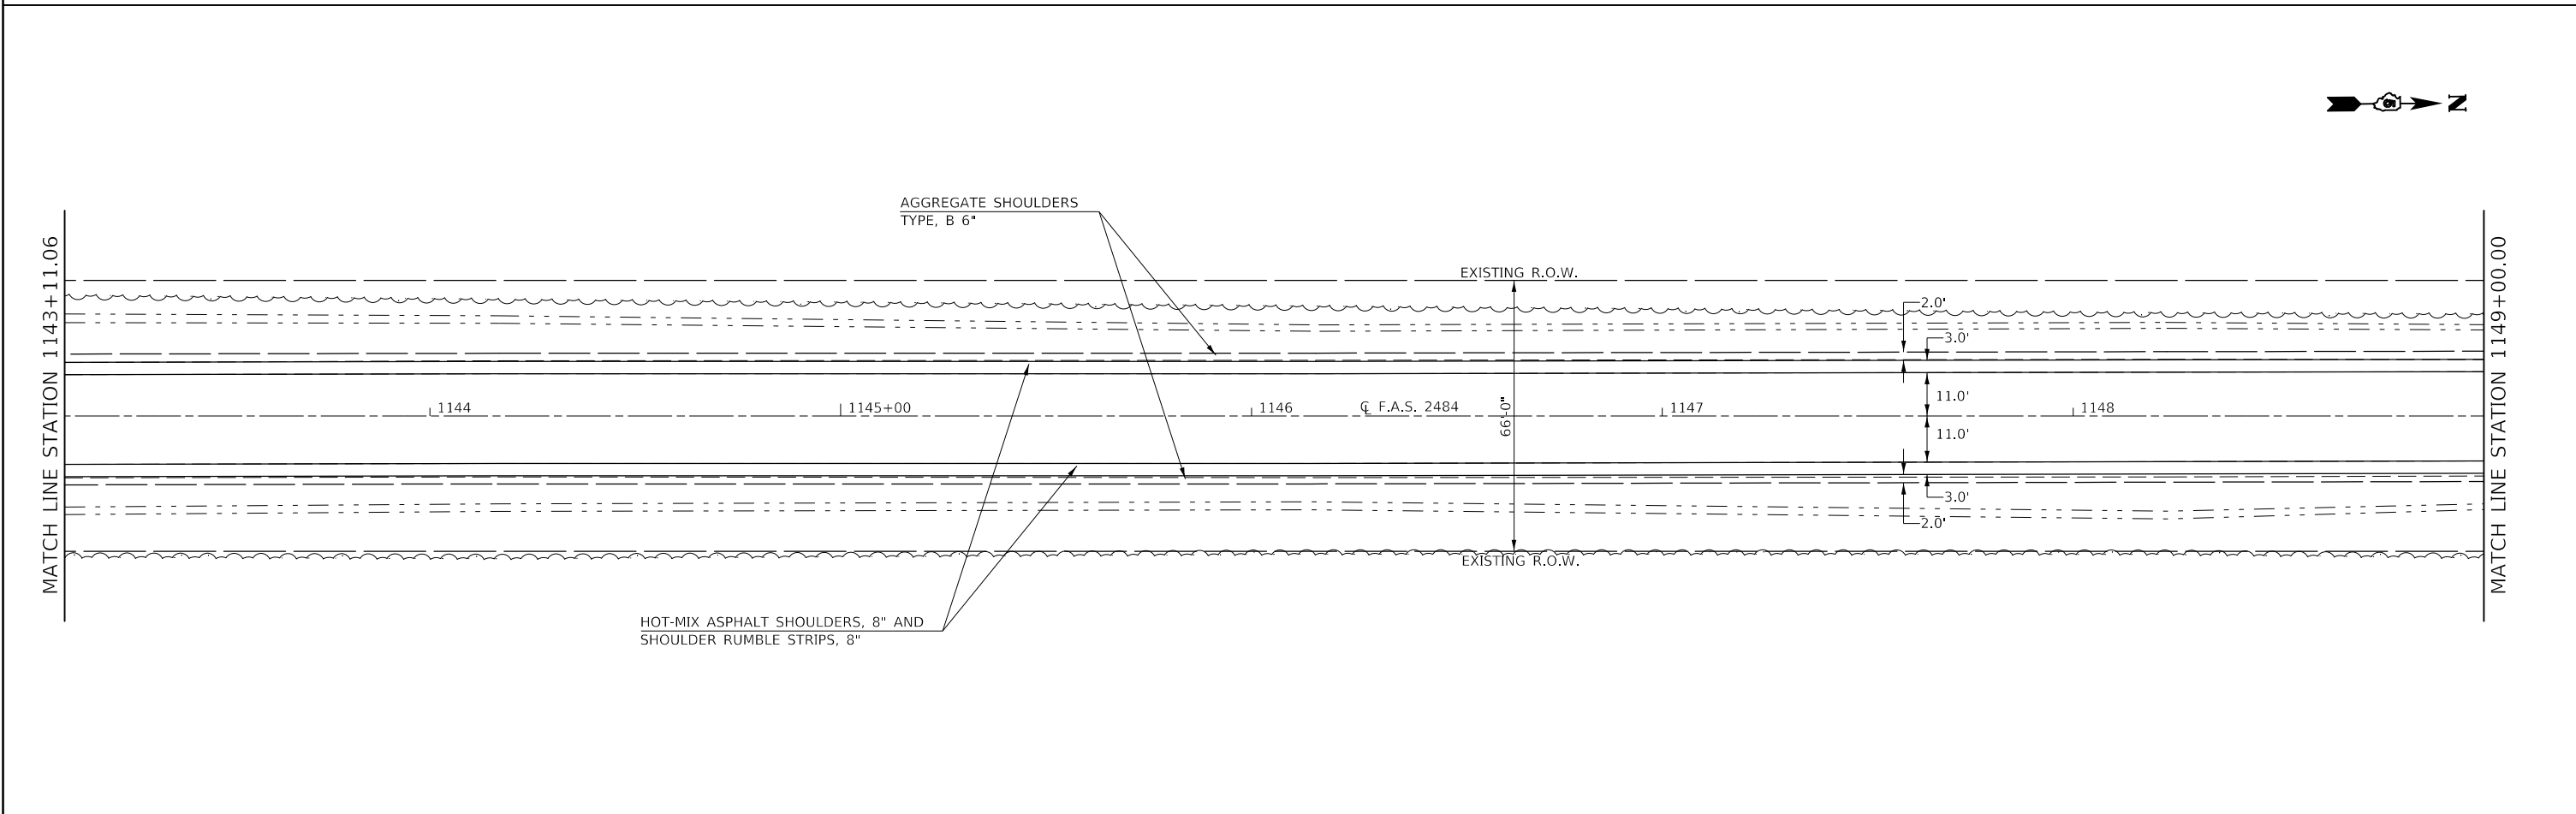 N
AGGREGATE SHOULDERS
TYPE, B 6"
MATCH LINE STATION 1143+11.06
MATCH LINE STATION 1149+00.00
EXISTING R.O.W.
2.0'
3.0'
11.0'
1144
1145+00
1146
℄ F.A.S. 2484
1147
1148
66'-0"
11.0'
3.0'
2.0'
EXISTING R.O.W.
HOT-MIX ASPHALT SHOULDERS, 8" AND
SHOULDER RUMBLE STRIPS, 8"